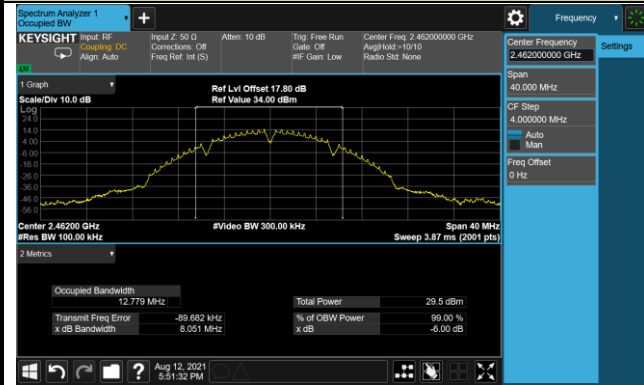 Spectrum Analyzer 1
Occupied BW
+
Frequency
KEYSIGHT
Input: RF
Coupling: DC
Align: Auto
Input Z: 50 Ω
Corrections: Off
Freq Ref: Int (S)
Atten: 10 dB
Trig: Free Run
Gate: Off
#IF Gain: Low
Center Freq: 2.462000000 GHz
Avg|Hold:>10/10
Radio Std: None
Center Frequency
2.462000000 GHz
Settings
Span
40.000 MHz
CF Step
4.000000 MHz
Auto
Man
Freq Offset
0 Hz
1 Graph
Scale/Div 10.0 dB
Ref Lvl Offset 17.80 dB
Ref Value 34.00 dBm
Log
24.0
14.0
4.00
-6.00
-16.0
-26.0
-36.0
-46.0
-56.0
Center 2.46200 GHz
#Res BW 100.00 kHz
#Video BW 300.00 kHz
Span 40 MHz
Sweep 3.87 ms (2001 pts)
2 Metrics
Occupied Bandwidth
12.779 MHz
Total Power 29.5 dBm
Transmit Freq Error -89.682 kHz
% of OBW Power 99.00 %
x dB Bandwidth 8.051 MHz
x dB -6.00 dB
?
Aug 12, 2021
5:51:32 PM